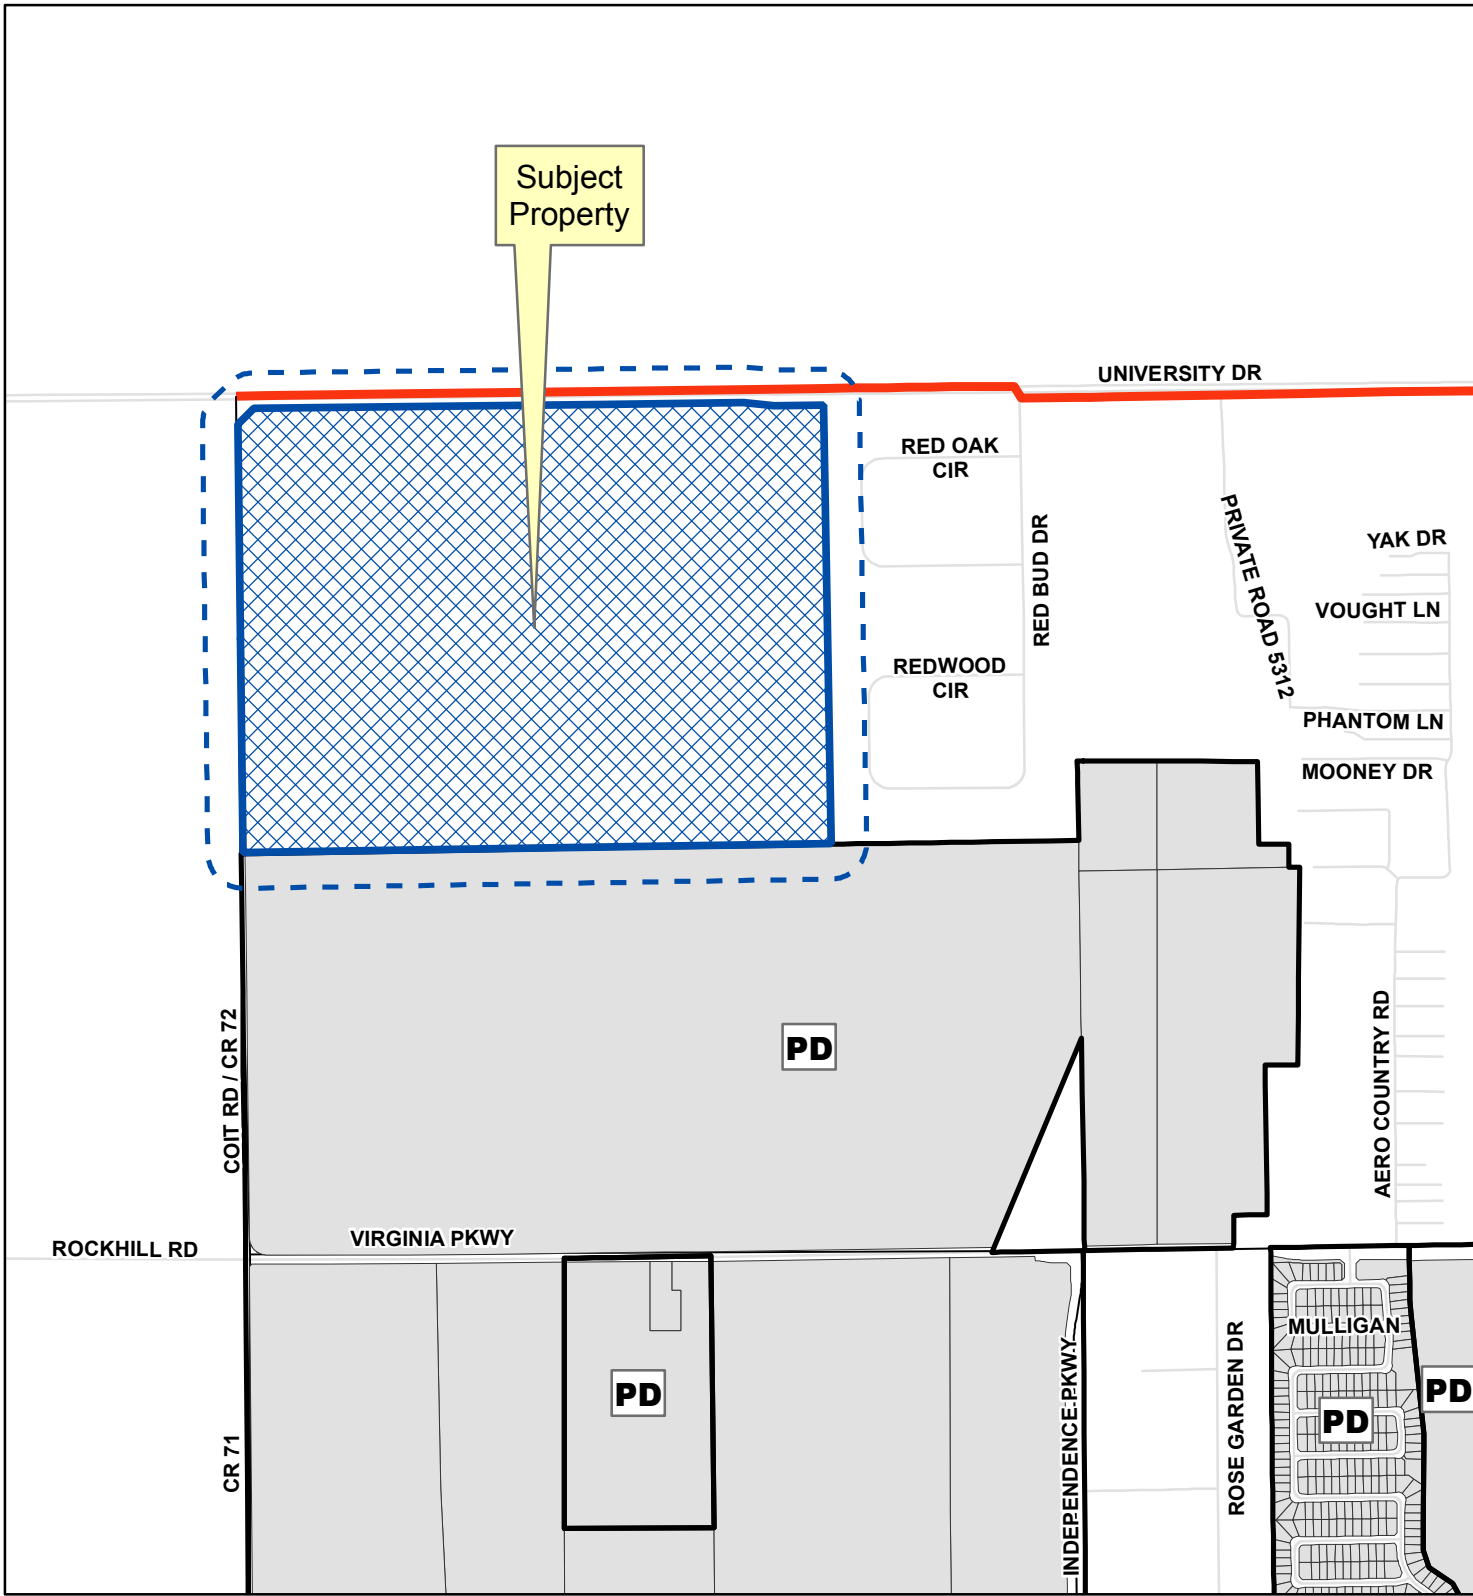 Subject
Property
UNIVERSITY DR
RED OAK
CIR
RED BUD DR
PRIVATE ROAD 5312
YAK DR
VOUGHT LN
REDWOOD
CIR
PHANTOM LN
MOONEY DR
COIT RD / CR 72
PD
AERO COUNTRY RD
ROCKHILL RD
VIRGINIA PKWY
MULLIGAN
PD
PD
PD
CR 71
INDEPENDENCE PKWY
ROSE GARDEN DR